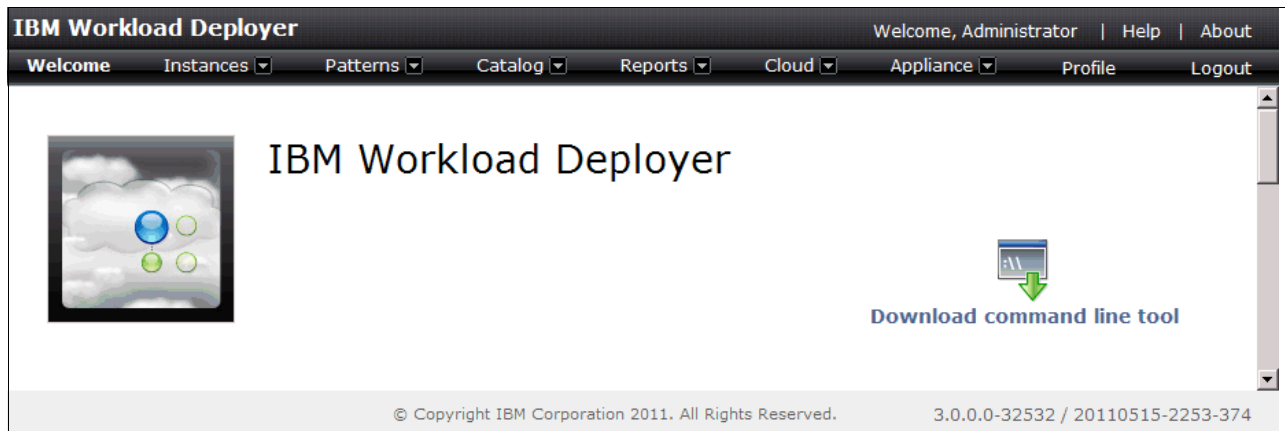 IBM Workload Deployer Welcome, Administrator | Help | About
Welcome Instances Patterns Catalog Reports Cloud Appliance Profile Logout
IBM Workload Deployer
:\\
Download command line tool
© Copyright IBM Corporation 2011. All Rights Reserved. 3.0.0.0-32532 / 20110515-2253-374